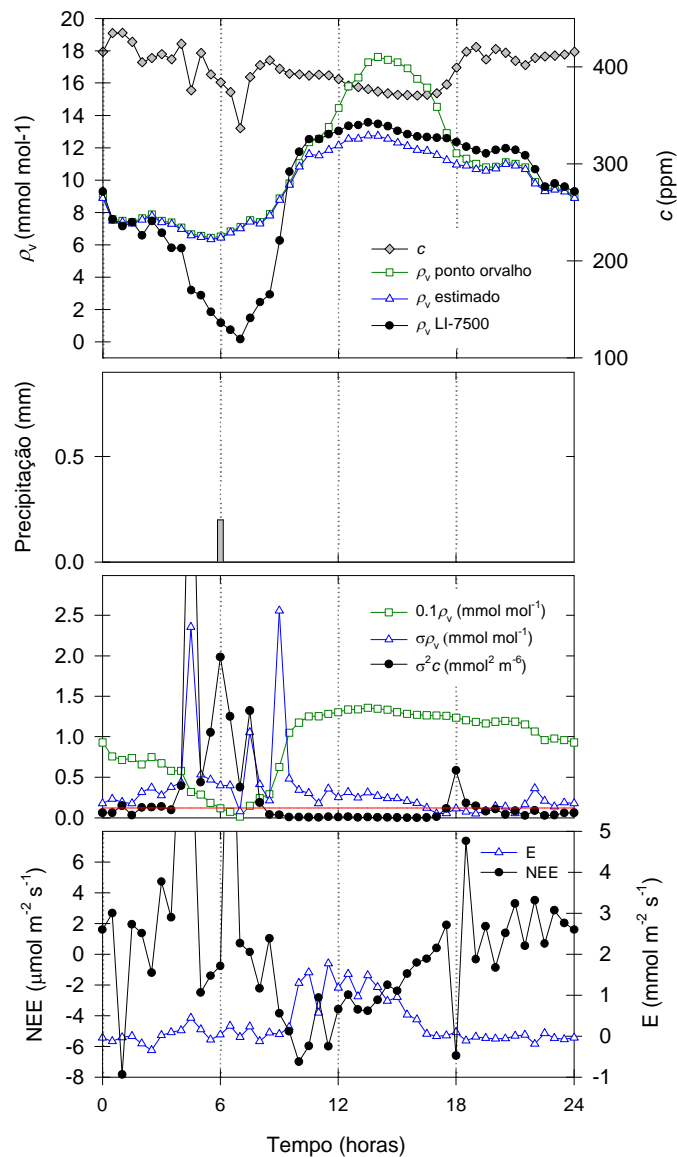 20
18
16
14
12
10
8
6
4
2
0
ρv (mmol mol-1)
400
300
200
100
c (ppm)
c
ρv ponto orvalho
ρv estimado
ρv LI-7500
Precipitação (mm)
0.5
0.0
2.5
2.0
1.5
1.0
0.5
0.0
0.1ρv (mmol mol-1)
σρv (mmol mol-1)
σ2c (mmol2 m-6)
NEE (μmol m-2 s-1)
6
4
2
0
-2
-4
-6
-8
E
NEE
5
4
3
2
1
0
-1
E (mmol m-2 s-1)
0
6
12
18
24
Tempo (horas)